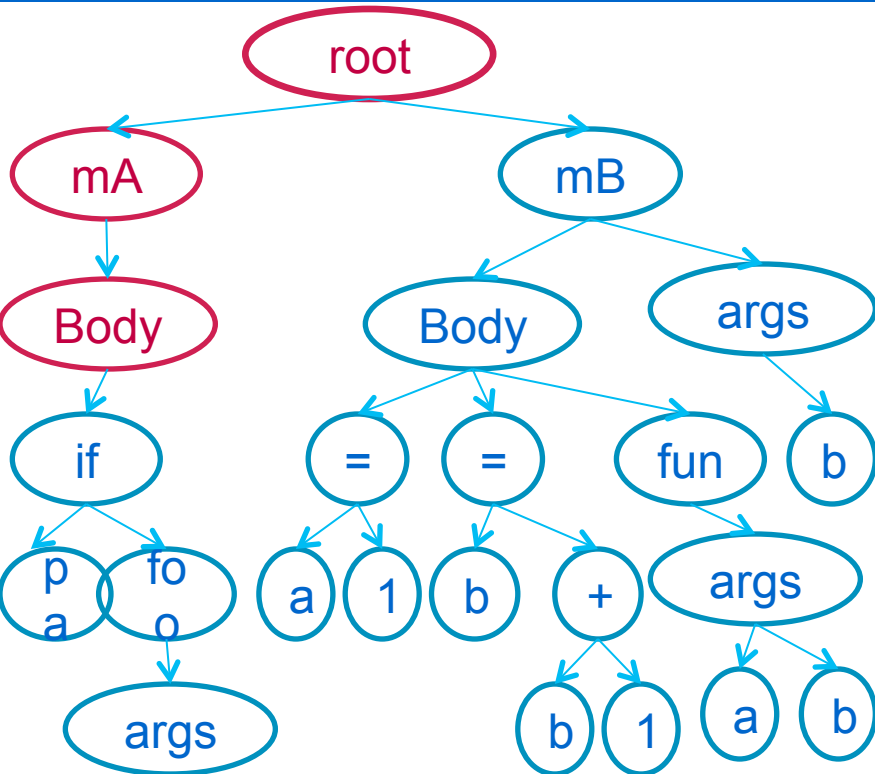 root
mA
mB
Body
Body
args
if
=
=
fun
b
p
a
fo
o
a
1
b
+
args
args
b
1
a
b